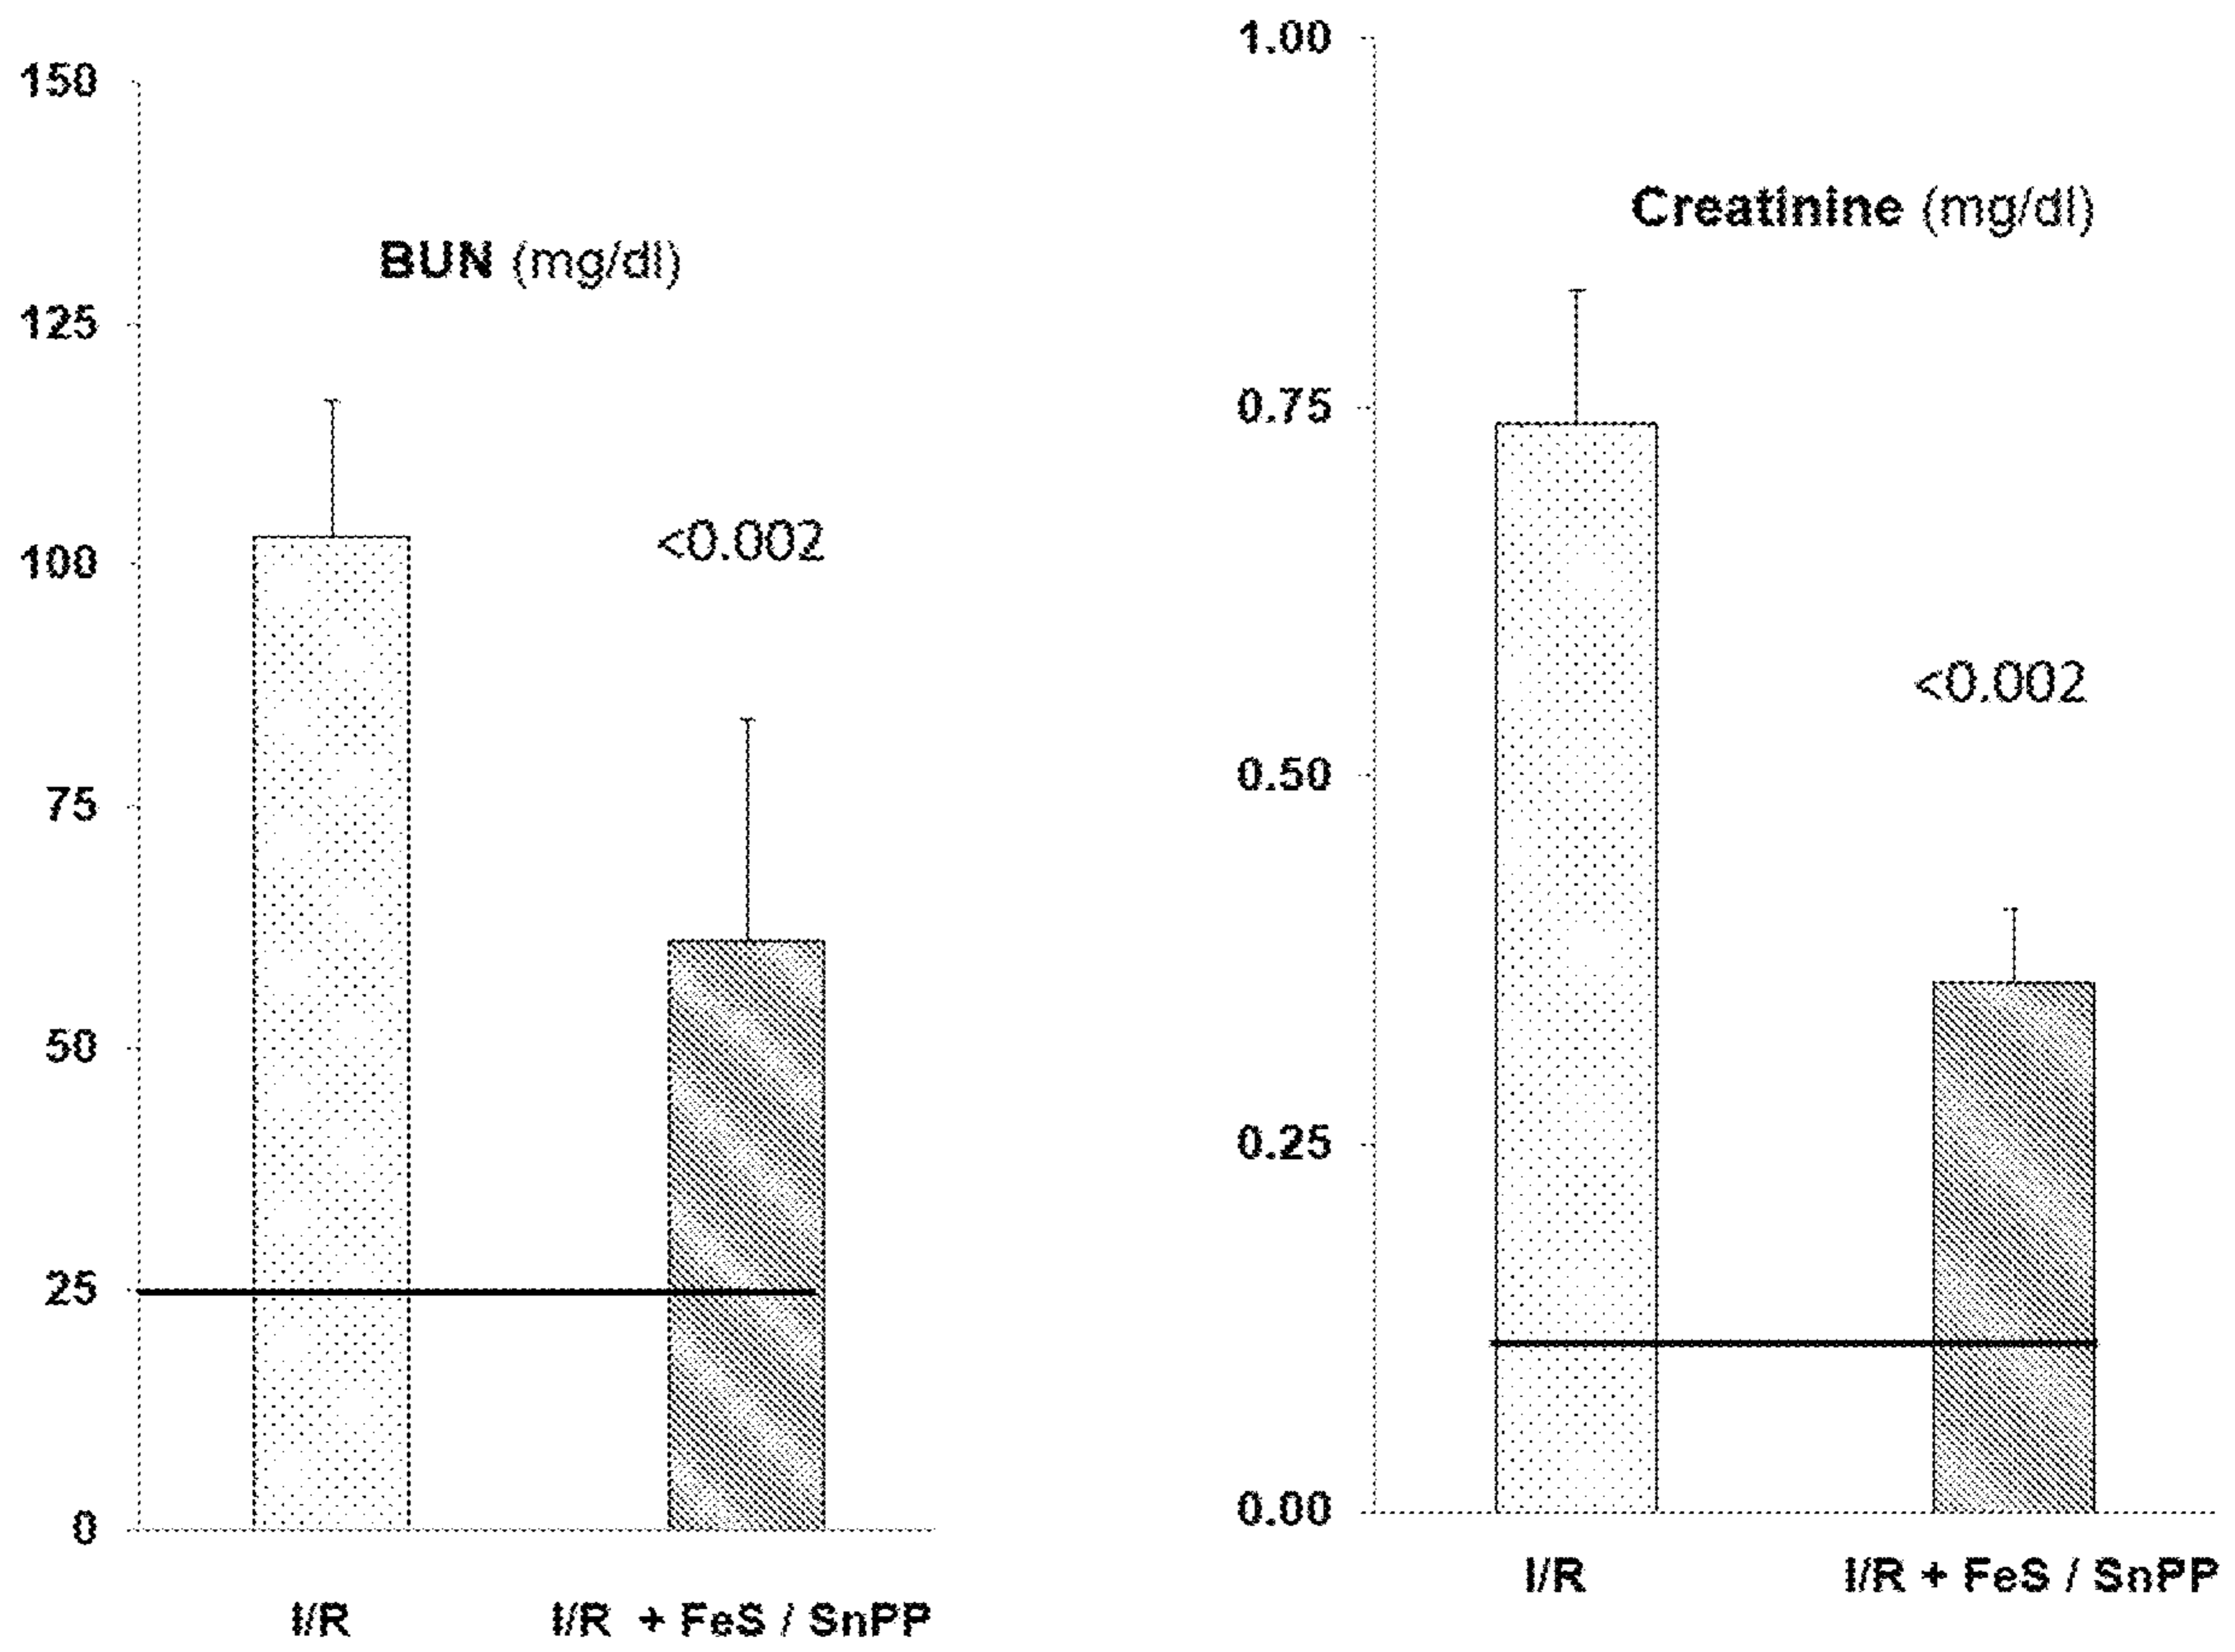 BUN (mg/dl)
150
125
100
75
50
25
0
<0.002
I/R
I/R + FeS / SnPP
Creatinine (mg/dl)
1.00
0.75
0.50
0.25
0.00
<0.002
I/R
I/R + FeS / SnPP